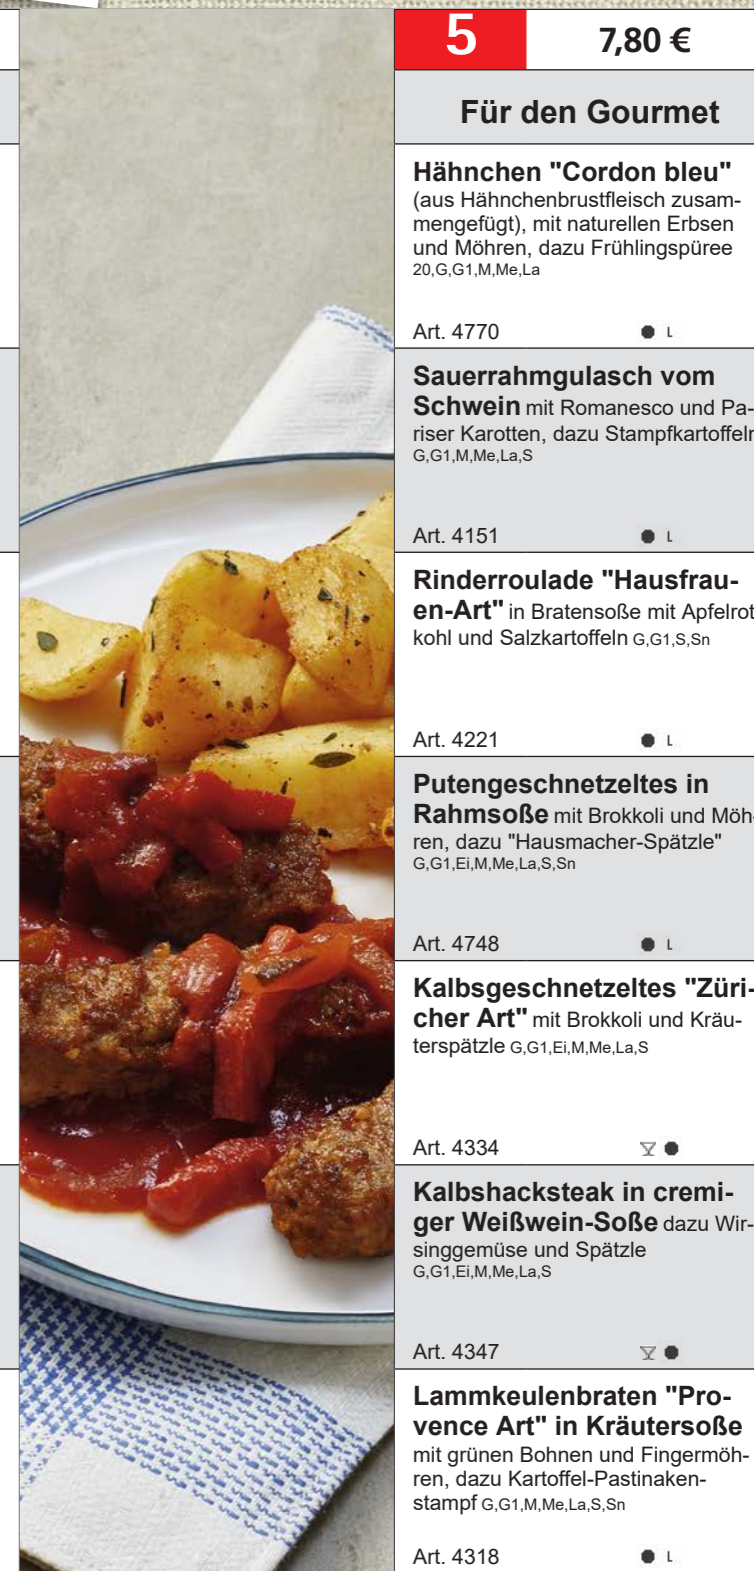 5
7,80 €
Für den Gourmet
Hähnchen "Cordon bleu"
(aus Hähnchenbrustfleisch zusam-
mengefügt), mit naturellen Erbsen
und Möhren, dazu Frühlingspüree
20,G,G1,M,Me,La
Art. 4770 L
Sauerrahmgulasch vom
Schwein mit Romanesco und Pa-
riser Karotten, dazu Stampfkartoffeln
G,G1,M,Me,La,S
Art. 4151 L
Rinderroulade "Hausfrau-
en-Art" in Bratensoße mit Apfelrot
kohl und Salzkartoffeln G,G1,S,Sn
Art. 4221 L
Putengeschnetzeltes in
Rahmsoße mit Brokkoli und Möh-
ren, dazu "Hausmacher-Spätzle"
G,G1,Ei,M,Me,La,S,Sn
Art. 4748 L
Kalbsgeschnetzeltes "Züri-
cher Art" mit Brokkoli und Kräu-
terspätzle G,G1,Ei,M,Me,La,S
Art. 4334
Kalbshacksteak in cremi-
ger Weißwein-Soße dazu Wir-
singgemüse und Spätzle
G,G1,Ei,M,Me,La,S
Art. 4347
Lammkeulenbraten "Pro-
vence Art" in Kräutersoße
mit grünen Bohnen und Fingermöh-
ren, dazu Kartoffel-Pastinaken-
stampf G,G1,M,Me,La,S,Sn
Art. 4318 L